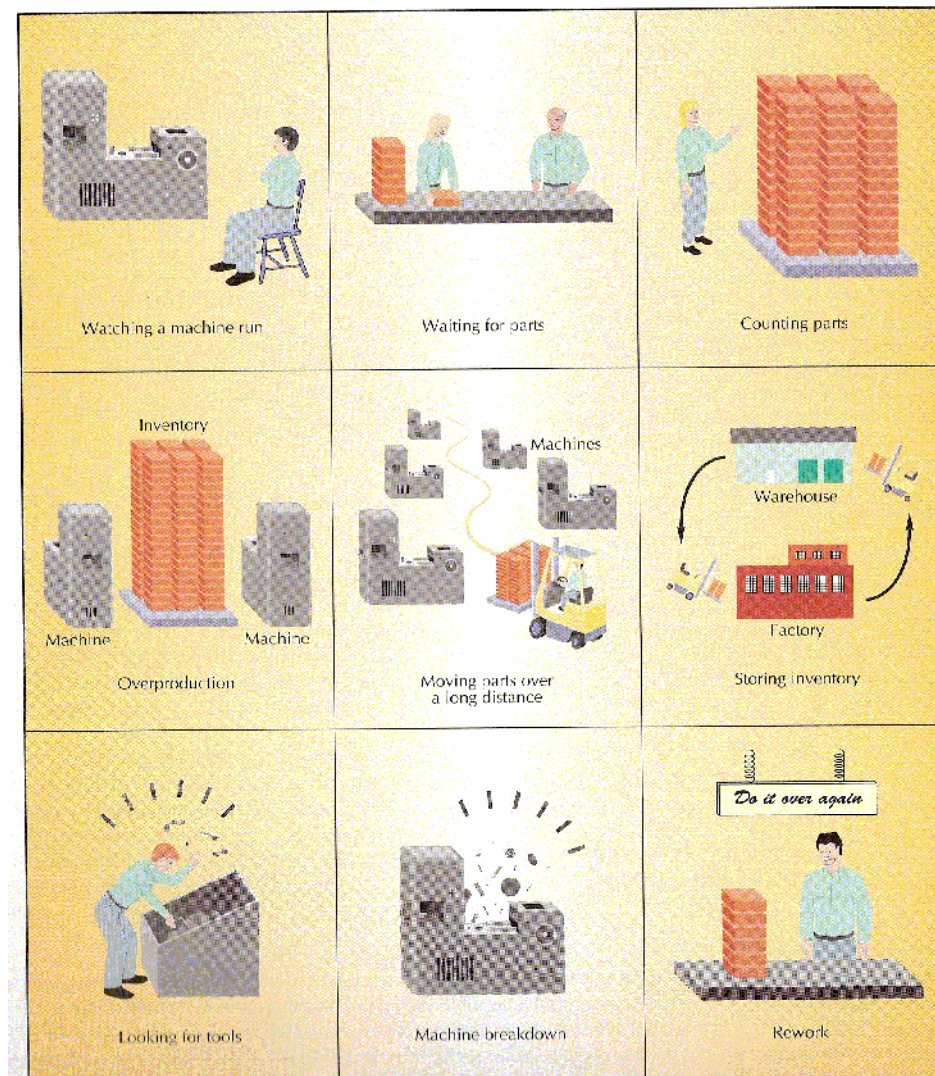 Watching a machine run
Waiting for parts
Counting parts
Inventory
Machine
Machine
Overproduction
Machines
Moving parts over
a long distance
Warehouse
Factory
Storing inventory
Looking for tools
Machine breakdown
Do it over again
Rework